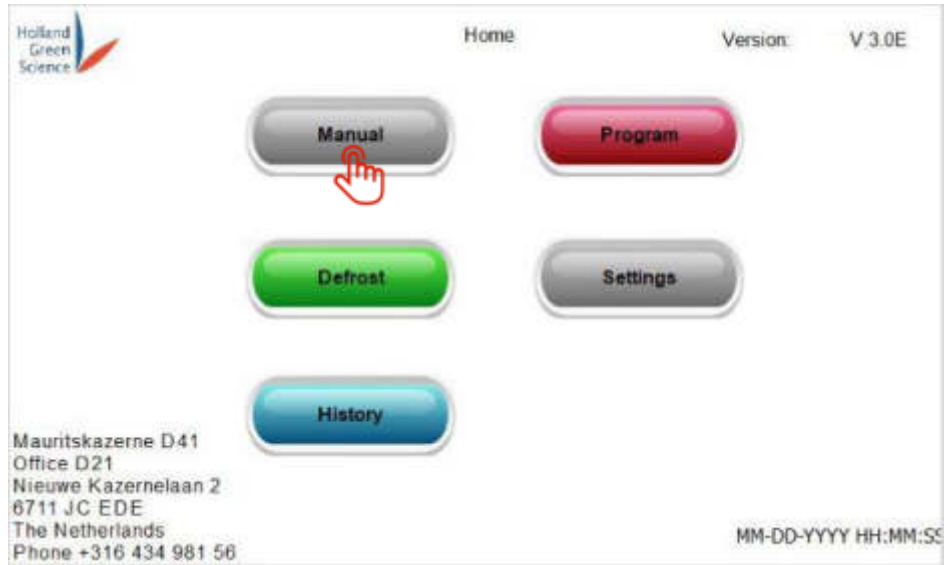 Holland
Green
Science
Home
Version: V 3.0E
Manual
Program
Defrost
Settings
History
Mauritskazerne D41
Office D21
Nieuwe Kazernelaan 2
6711 JC EDE
The Netherlands
Phone +316 434 981 56
MM-DD-YYYY HH:MM:SS